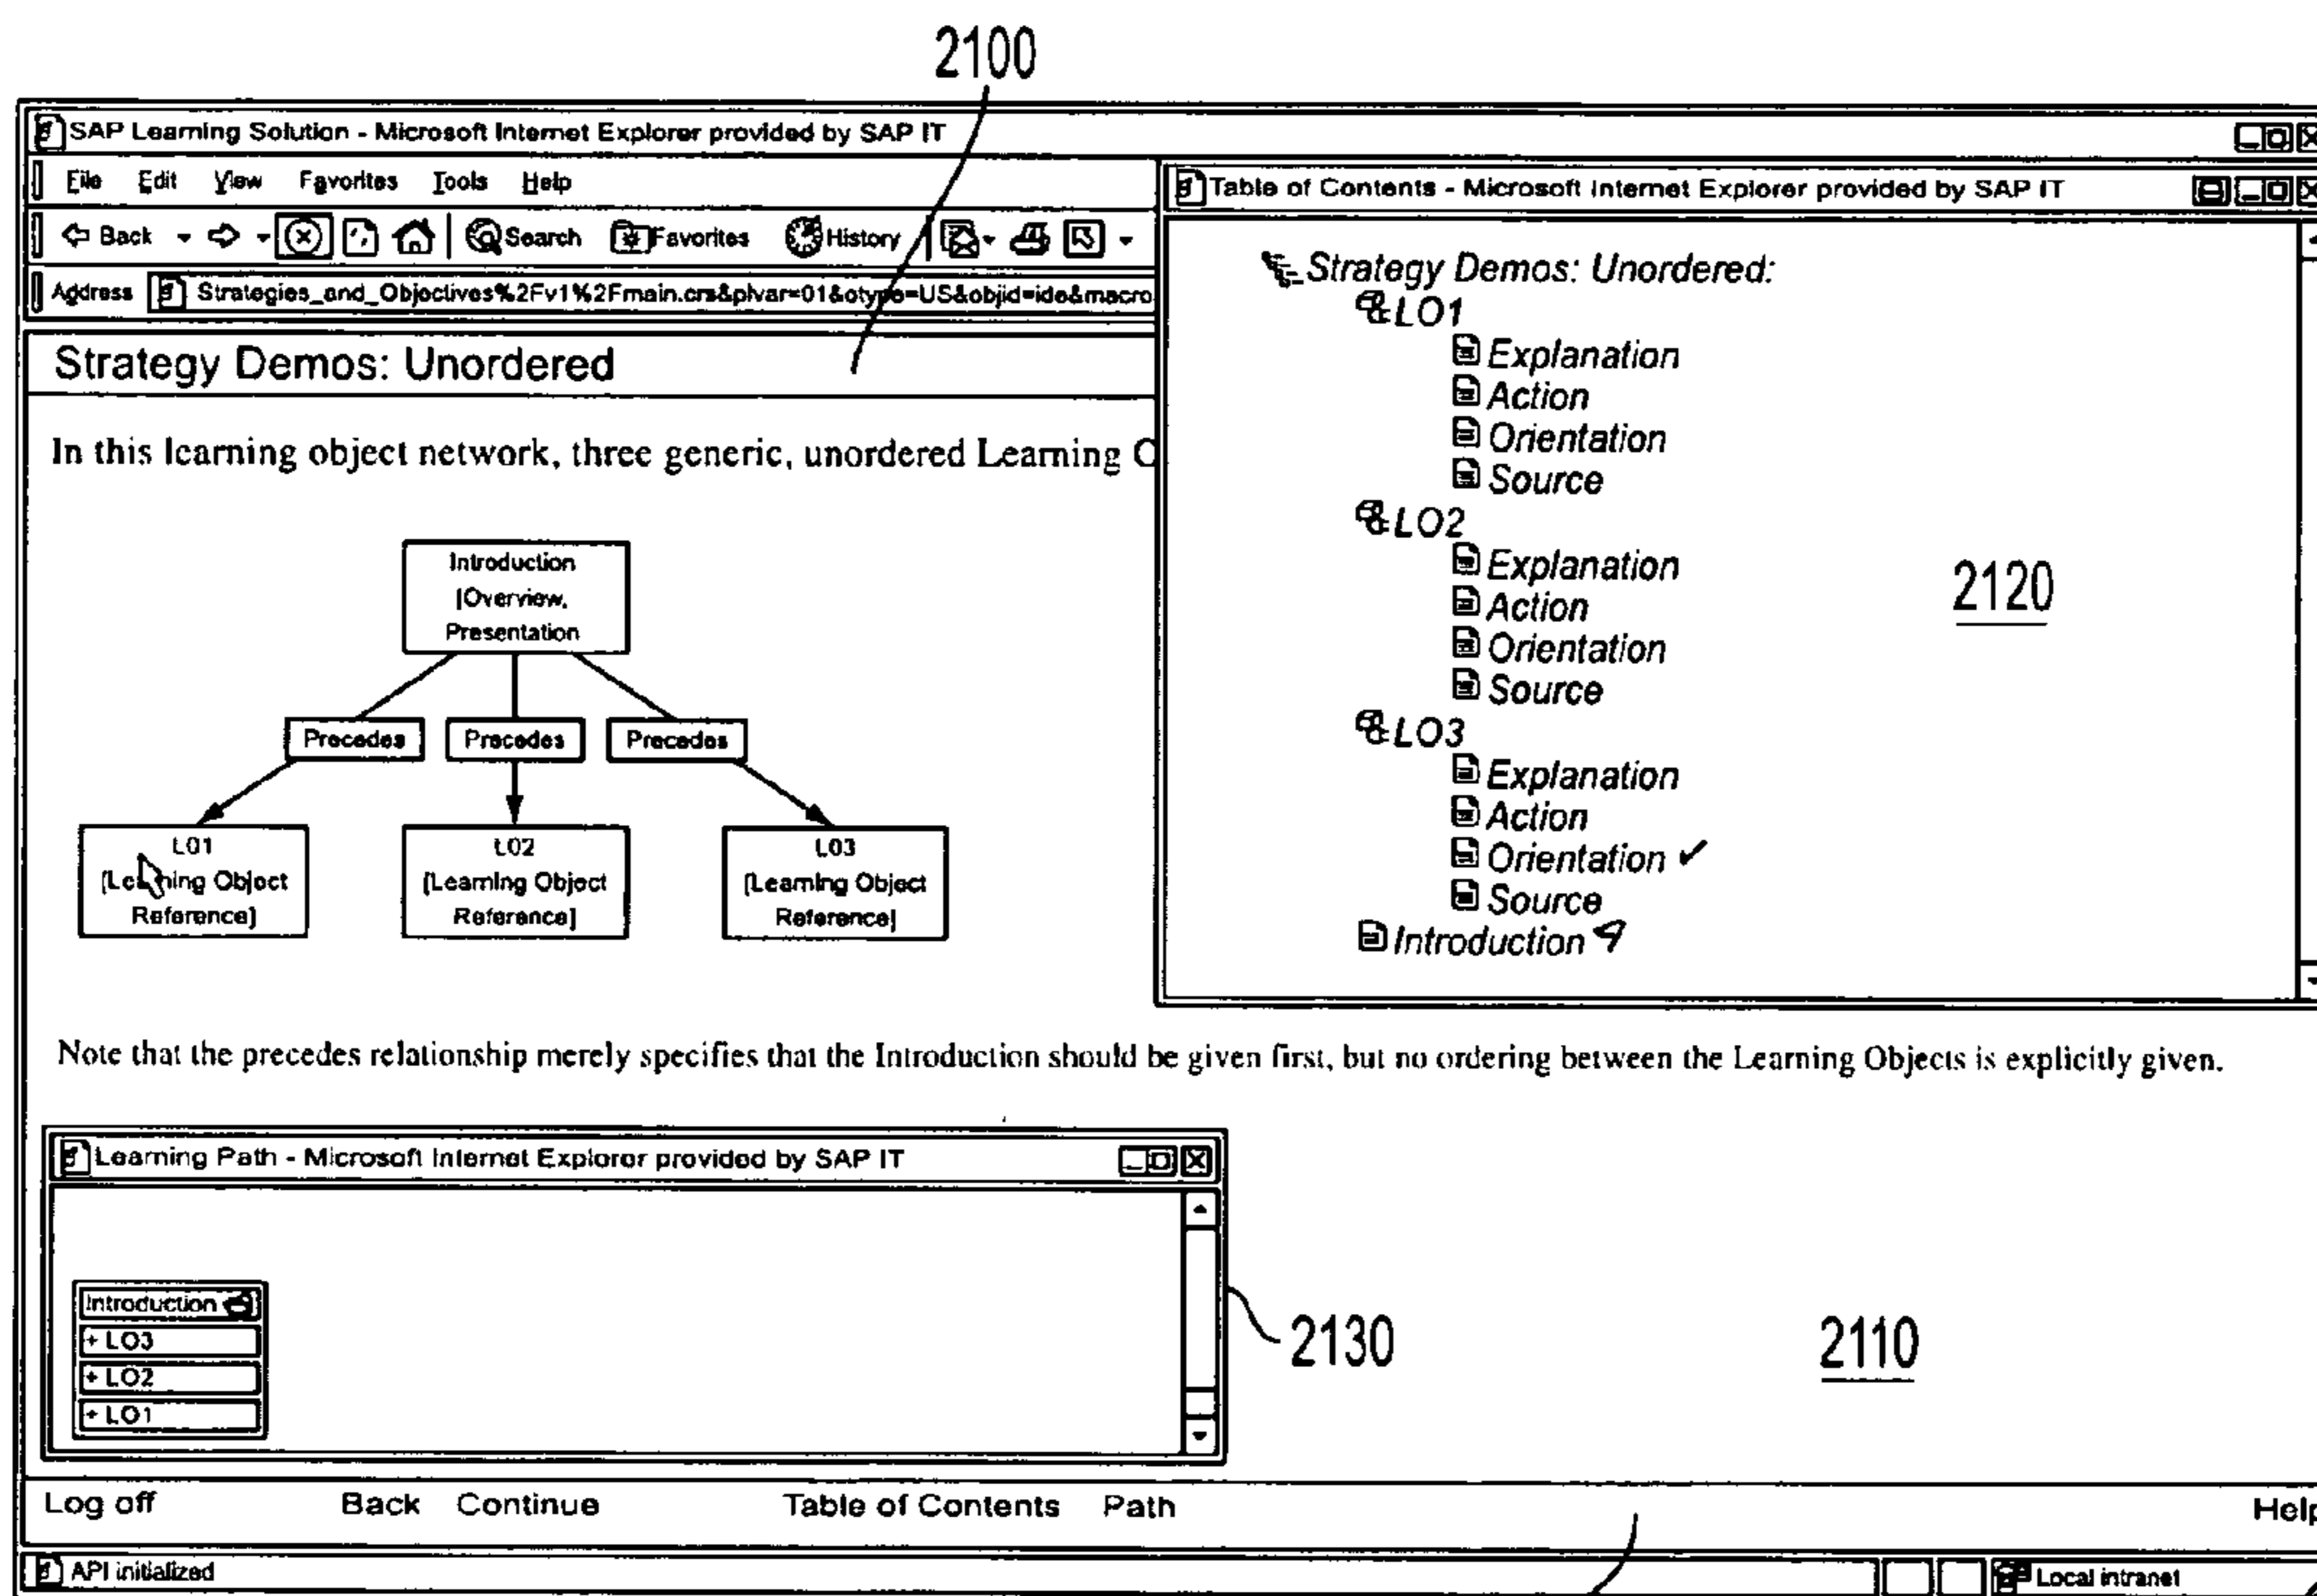 2100
SAP Learning Solution - Microsoft Internet Explorer provided by SAP IT
File Edit View Favorites Tools Help
Back Search Favorites History
Address Strategies_and_Objectives%2Fv1%2Fmain.crs&plvar=01&otype=US&objid=ide&macro
Strategy Demos: Unordered
In this learning object network, three generic, unordered Learning O
Introduction
[Overview,
Presentation
Precedes Precedes Precedes
LO1
[Learning Object
Reference]
LO2
[Learning Object
Reference]
LO3
[Learning Object
Reference]
Table of Contents - Microsoft Internet Explorer provided by SAP IT
Strategy Demos: Unordered:
LO1
Explanation
Action
Orientation
Source
LO2
Explanation
Action
Orientation
Source
LO3
Explanation
Action
Orientation
Source
Introduction
2120
Note that the precedes relationship merely specifies that the Introduction should be given first, but no ordering between the Learning Objects is explicitly given.
Learning Path - Microsoft Internet Explorer provided by SAP IT
Introduction
+ LO3
+ LO2
+ LO1
2130
2110
Log off Back Continue Table of Contents Path Help
API initialized Local intranet